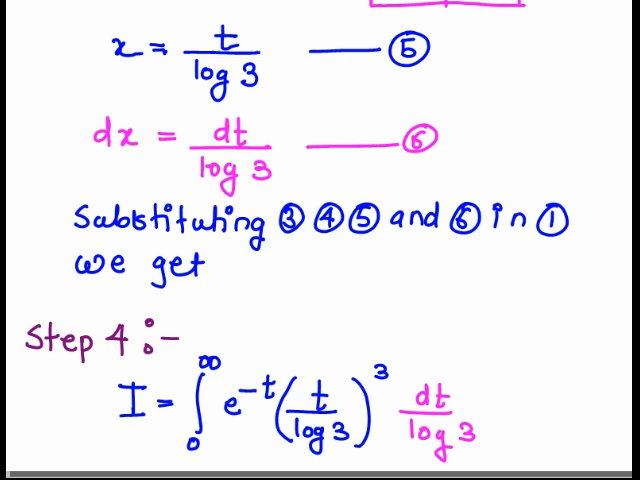 x = t/log 3 —— ⑤
dx = dt/log 3 —— ⑥
Substituting ③ ④ ⑤ and ⑥ in ①
we get
Step 4 :-
I = ∫₀^∞ e^{-t} (t/log 3)^3 dt/log 3